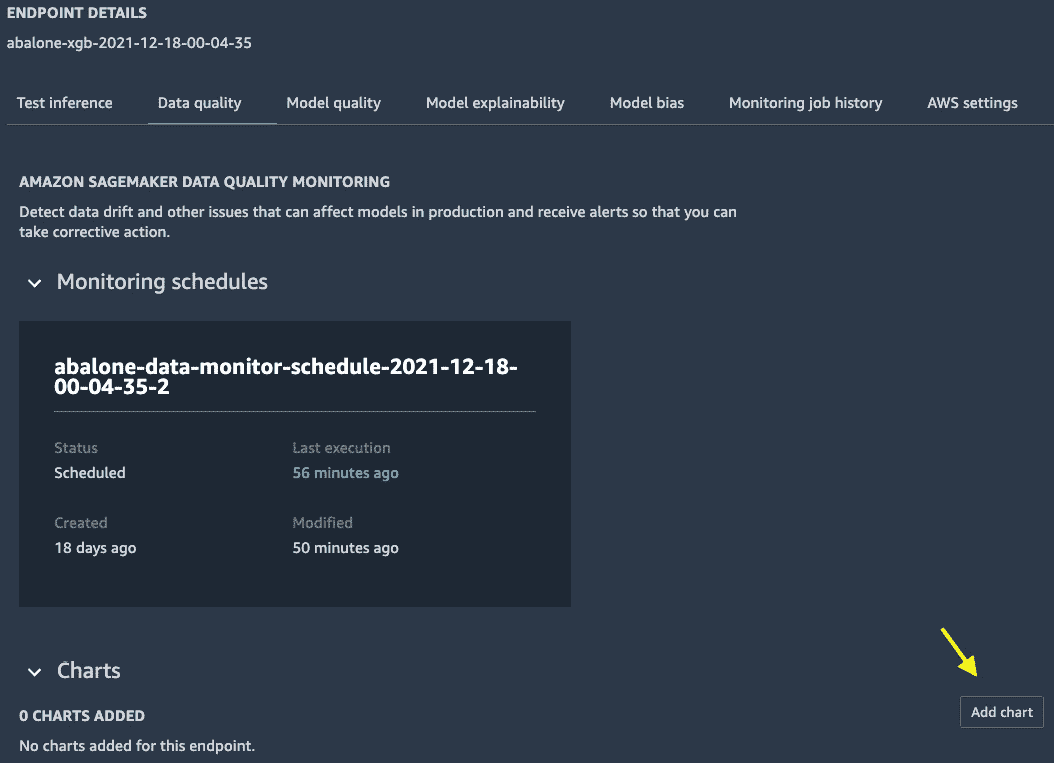 ENDPOINT DETAILS
abalone-xgb-2021-12-18-00-04-35
Test inference Data quality Model quality Model explainability Model bias Monitoring job history AWS settings
AMAZON SAGEMAKER DATA QUALITY MONITORING
Detect data drift and other issues that can affect models in production and receive alerts so that you can
take corrective action.
Monitoring schedules
abalone-data-monitor-schedule-2021-12-18-
00-04-35-2
Status Last execution
Scheduled 56 minutes ago
Created Modified
18 days ago 50 minutes ago
Charts
0 CHARTS ADDED
Add chart
No charts added for this endpoint.